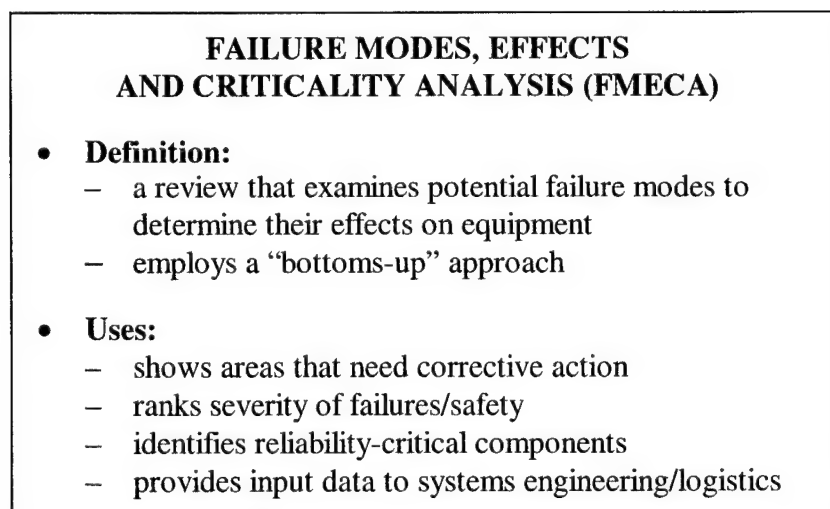 FAILURE MODES, EFFECTS
AND CRITICALITY ANALYSIS (FMECA)
• Definition:
– a review that examines potential failure modes to
determine their effects on equipment
– employs a “bottoms-up” approach
• Uses:
– shows areas that need corrective action
– ranks severity of failures/safety
– identifies reliability-critical components
– provides input data to systems engineering/logistics